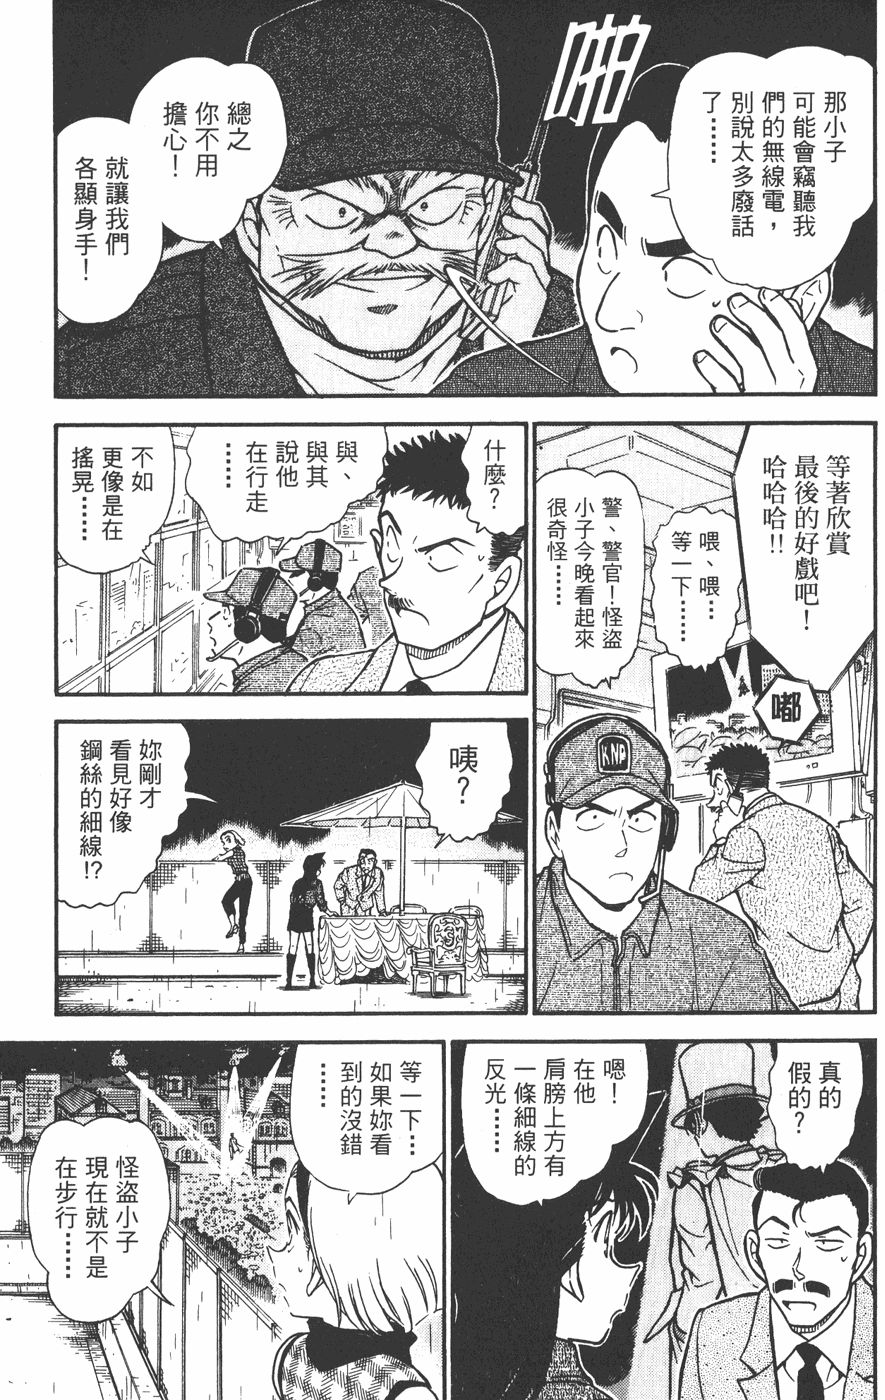 那小子
可能會竊聽我
們的無線電，
別說太多廢話
了……
啪
總之
你不用
擔心！
就讓我們
各顯身手！
等著欣賞
最後的好戲吧！
哈哈哈!!
嘟
喂、喂…
等一下……
警、警官！怪盜
小子今晚看起來
很奇怪……
KNP
什麼？
與、
與其
說他
在行走
……
不如
更像是在
搖晃……
咦？
妳剛才
看見好像
鋼絲的細線!?
真的
假的？
嗯！
在他
肩膀上方有
一條細線的
反光……
等一下…
如果妳看
到的沒錯
……
怪盜小子
現在就不是
在步行……